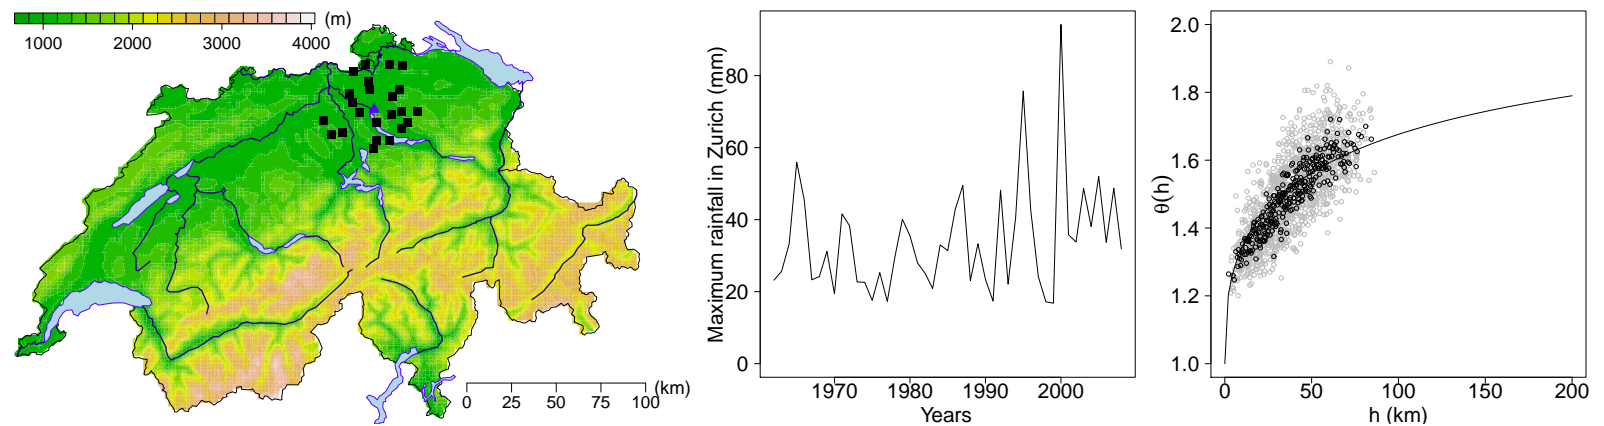 (m)
1000 2000 3000 4000
0 25 50 75 100 (km)
Maximum rainfall in Zurich (mm)
80
60
40
20
0
1970 1980 1990 2000
Years
θ(h)
2.0
1.8
1.6
1.4
1.2
1.0
0 50 100 150 200
h (km)